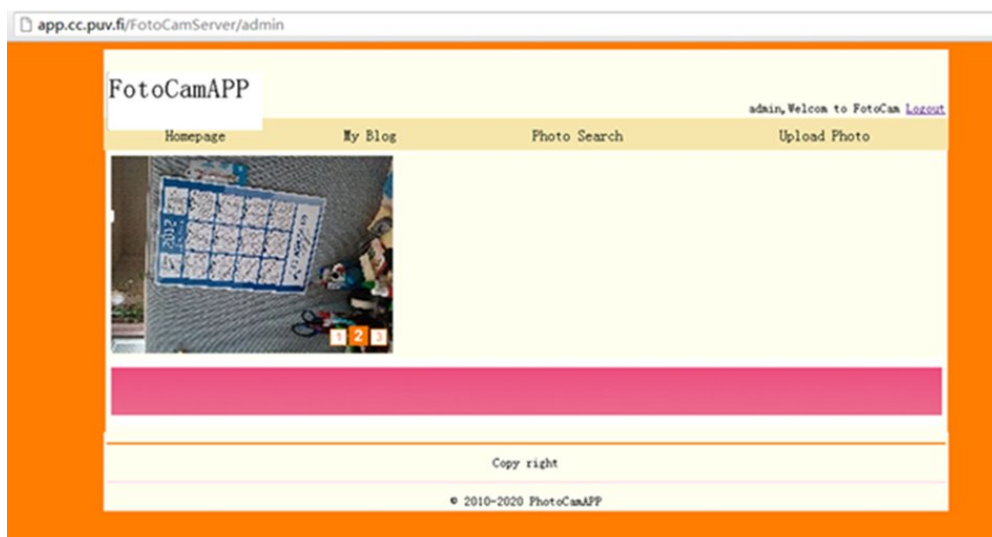 app.cc.puv.fi/FotoCamServer/admin
FotoCamAPP
admin,Welcom to FotoCam Logout
Homepage My Blog Photo Search Upload Photo
2012
1 2 3
Copy right
© 2010-2020 PhotoCamAPP